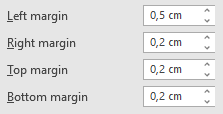 Left margin 0,5 cm
Right margin 0,2 cm
Top margin 0,2 cm
Bottom margin 0,2 cm